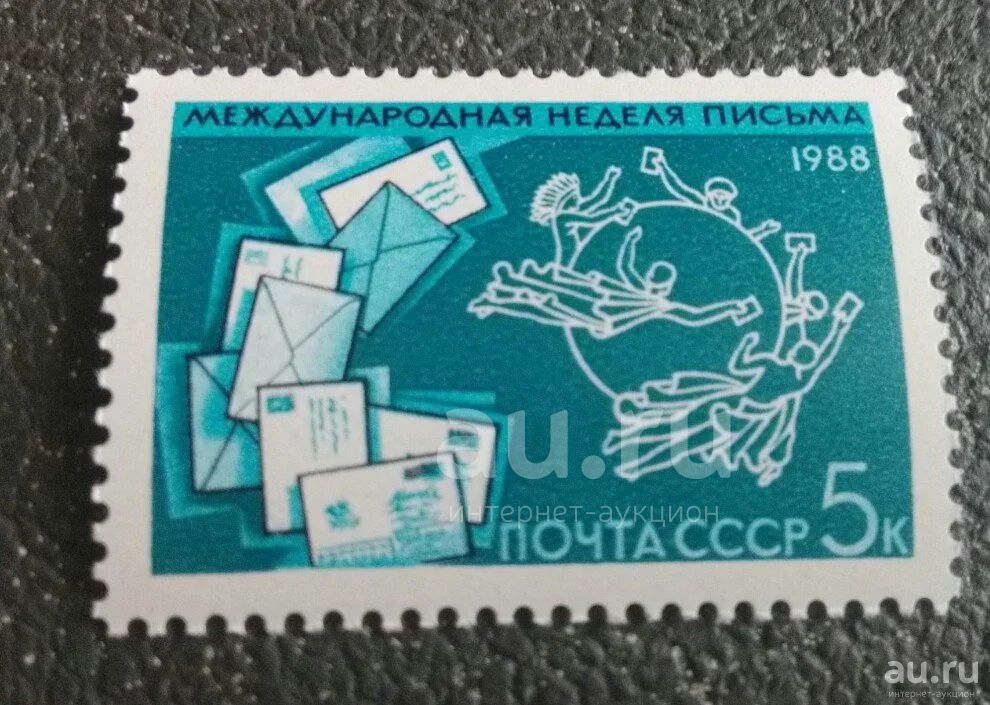 МЕЖДУНАРОДНАЯ НЕДЕЛЯ ПИСЬМА
1988
au.ru
интернет-аукцион
ПОЧТА СССР 5к
au.ru
интернет-аукцион